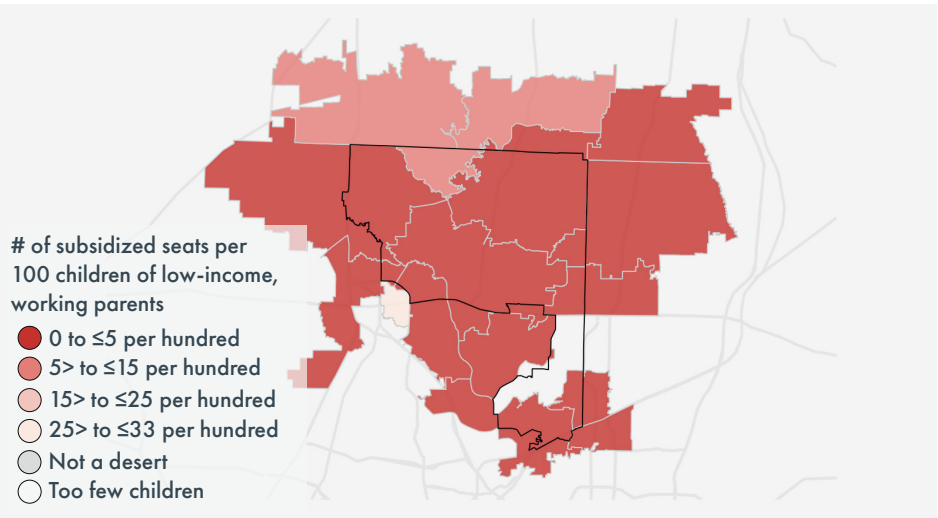 # of subsidized seats per
100 children of low-income,
working parents
0 to ≤5 per hundred
5> to ≤15 per hundred
15> to ≤25 per hundred
25> to ≤33 per hundred
Not a desert
Too few children